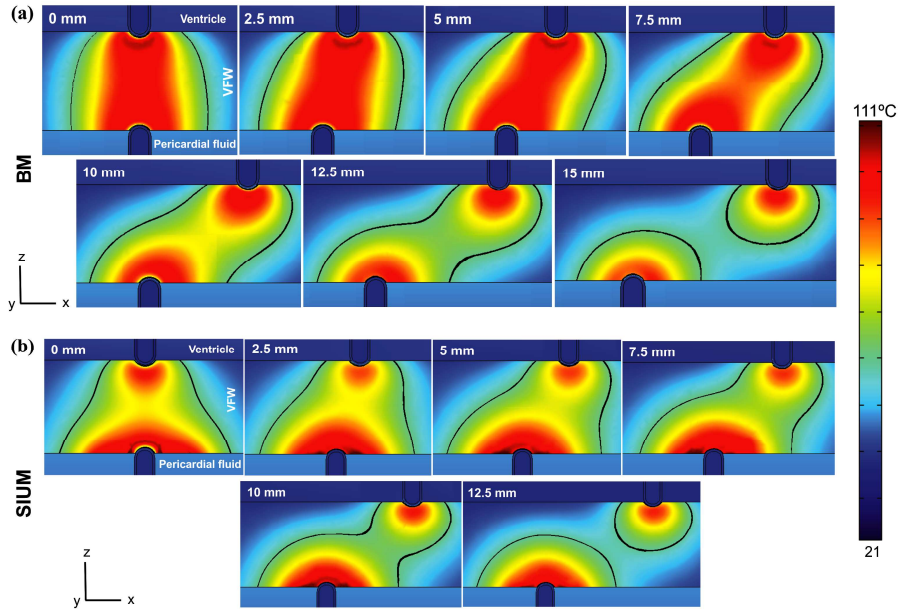 (a)
0 mm
Ventricle
VFW
Pericardial fluid
2.5 mm
5 mm
7.5 mm
BM
10 mm
12.5 mm
15 mm
z
y
x
111ºC
21
(b)
0 mm
Ventricle
VFW
Pericardial fluid
2.5 mm
5 mm
7.5 mm
SIUM
10 mm
12.5 mm
z
y
x